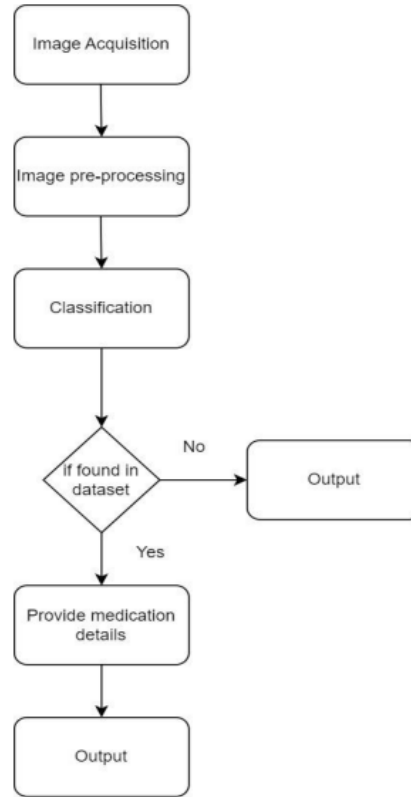 Image Acquisition
Image pre-processing
Classification
if found in
dataset
No
Output
Yes
Provide medication
details
Output